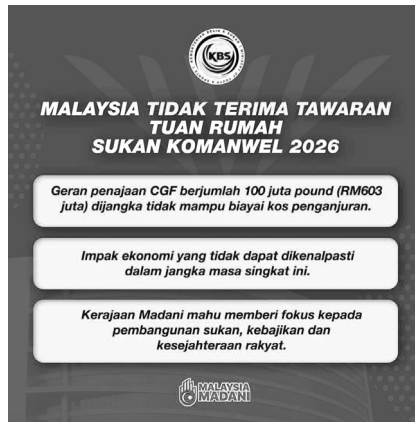 KBS
MALAYSIA TIDAK TERIMA TAWARAN
TUAN RUMAH
SUKAN KOMANWEL 2026
Geran penajaan CGF berjumlah 100 juta pound (RM603
juta) dijangka tidak mampu biayai kos penganjuran.
Impak ekonomi yang tidak dapat dikenalpasti
dalam jangka masa singkat ini.
Kerajaan Madani mahu memberi fokus kepada
pembangunan sukan, kebajikan dan
kesejahteraan rakyat.
MALAYSIA
MADANI